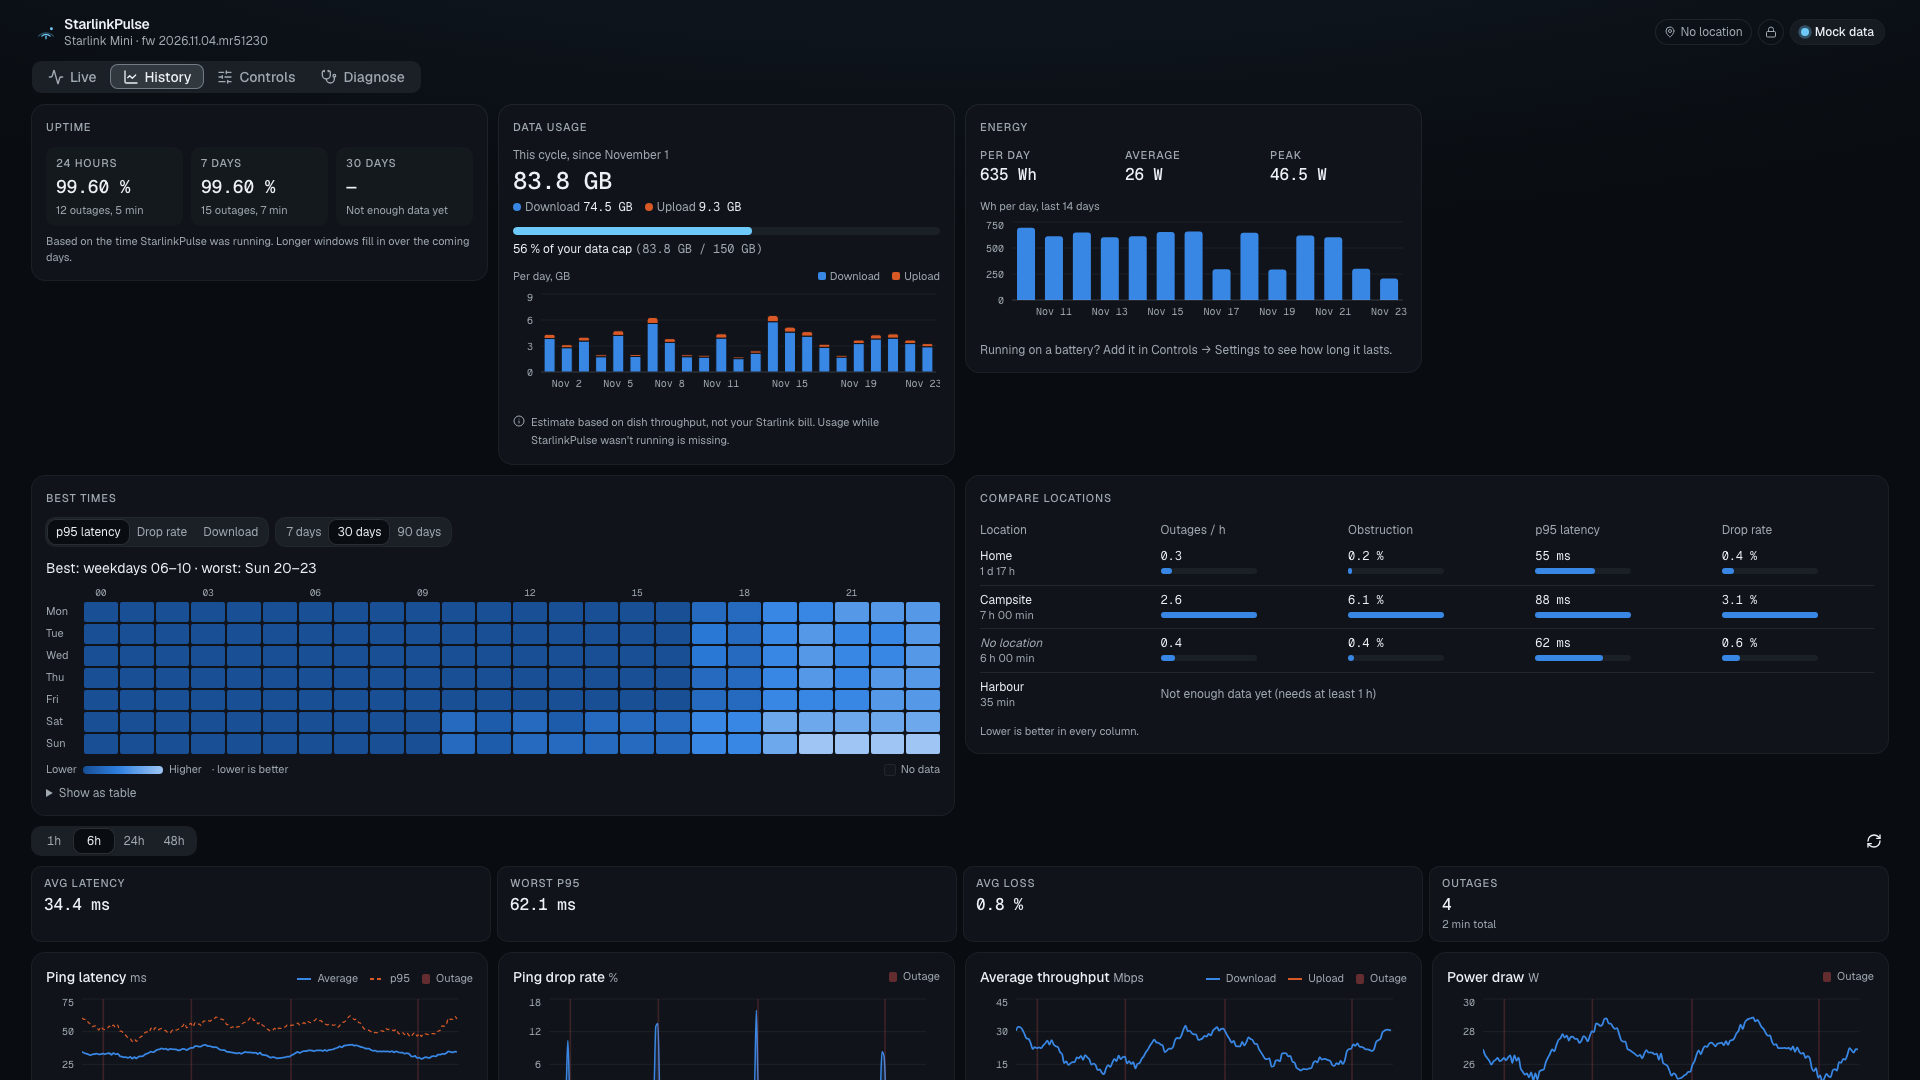 StarlinkPulse
Starlink Mini · fw 2026.11.04.mr51230
No location
Mock data
Live
History
Controls
Diagnose
UPTIME
24 HOURS
99.60 %
12 outages, 5 min
7 DAYS
99.60 %
15 outages, 7 min
30 DAYS
–
Not enough data yet
Based on the time StarlinkPulse was running. Longer windows fill in over the coming
days.
DATA USAGE
This cycle, since November 1
83.8 GB
Download 74.5 GB Upload 9.3 GB
56 % of your data cap (83.8 GB / 150 GB)
Per day, GB
Download Upload
9
6
3
0
Nov 2 Nov 5 Nov 8 Nov 11 Nov 15 Nov 19 Nov 23
Estimate based on dish throughput, not your Starlink bill. Usage while
StarlinkPulse wasn't running is missing.
ENERGY
PER DAY
635 Wh
AVERAGE
26 W
PEAK
46.5 W
Wh per day, last 14 days
750
500
250
0
Nov 11 Nov 13 Nov 15 Nov 17 Nov 19 Nov 21 Nov 23
Running on a battery? Add it in Controls → Settings to see how long it lasts.
BEST TIMES
p95 latency Drop rate Download
7 days 30 days 90 days
Best: weekdays 06–10 · worst: Sun 20–23
00 03 06 09 12 15 18 21
Mon
Tue
Wed
Thu
Fri
Sat
Sun
Lower Higher · lower is better
No data
Show as table
COMPARE LOCATIONS
Location Outages / h Obstruction p95 latency Drop rate
Home 0.3 0.2 % 55 ms 0.4 %
1 d 17 h
Campsite 2.6 6.1 % 88 ms 3.1 %
7 h 00 min
No location 0.4 0.4 % 62 ms 0.6 %
6 h 00 min
Harbour
35 min
Not enough data yet (needs at least 1 h)
Lower is better in every column.
1h 6h 24h 48h
AVG LATENCY
34.4 ms
WORST P95
62.1 ms
AVG LOSS
0.8 %
OUTAGES
4
2 min total
Ping latency ms
Average p95 Outage
75
50
25
Ping drop rate %
Outage
18
12
6
Average throughput Mbps
Download Upload Outage
45
30
15
Power draw W
Outage
30
28
26